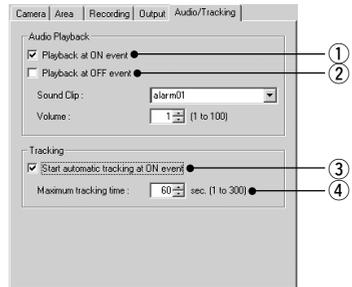 Camera Area Recording Output Audio/Tracking
Audio Playback
Playback at ON event ①
Playback at OFF event ②
Sound Clip : alarm01
Volume : 1 (1 to 100)
Tracking
Start automatic tracking at ON event ③
Maximum tracking time : 60 sec. (1 to 300) ④